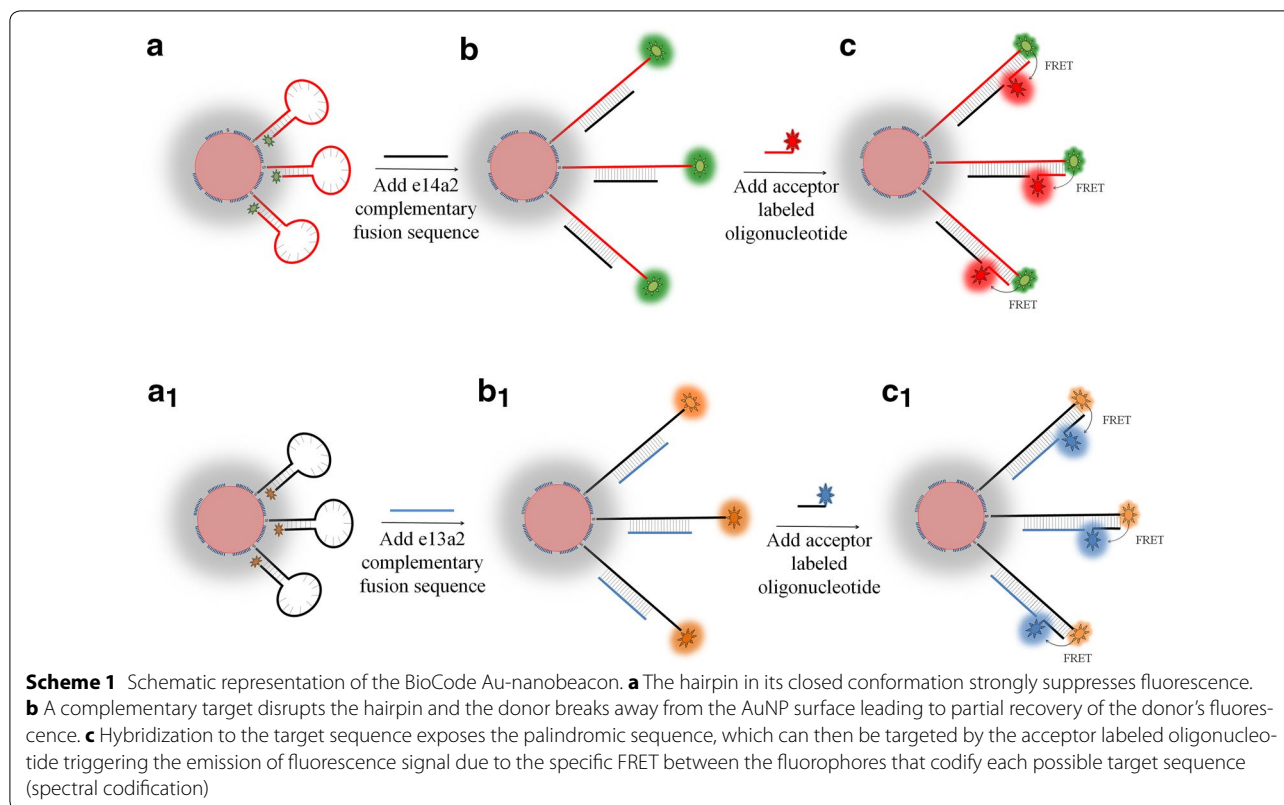 a
b
c
FRET
FRET
FRET
Add e14a2
complementary
fusion sequence
Add acceptor
labeled
oligonucleotide
a1
b1
c1
FRET
FRET
FRET
Add e13a2
complementary
fusion sequence
Add acceptor
labeled
oligonucleotide
Scheme 1 Schematic representation of the BioCode Au-nanobeacon. a The hairpin in its closed conformation strongly suppresses fluorescence.
b A complementary target disrupts the hairpin and the donor breaks away from the AuNP surface leading to partial recovery of the donor's fluores-
cence. c Hybridization to the target sequence exposes the palindromic sequence, which can then be targeted by the acceptor labeled oligonucleo-
tide triggering the emission of fluorescence signal due to the specific FRET between the fluorophores that codify each possible target sequence
(spectral codification)